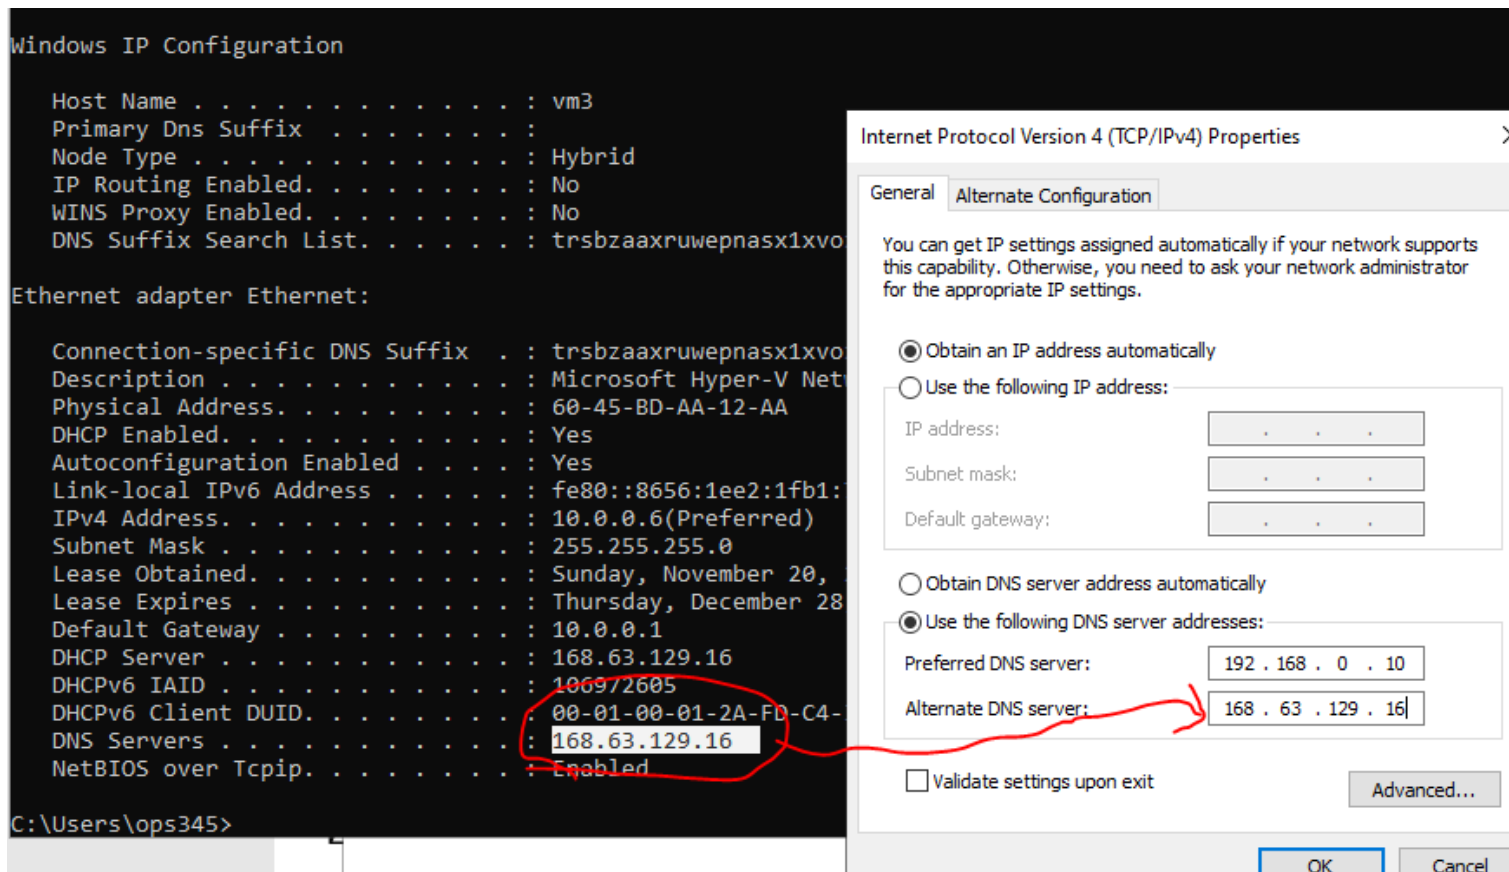 Windows IP Configuration
Host Name . . . . . . . . . . . . : vm3
Primary Dns Suffix  . . . . . . . :
Node Type . . . . . . . . . . . . : Hybrid
IP Routing Enabled. . . . . . . . : No
WINS Proxy Enabled. . . . . . . . : No
DNS Suffix Search List. . . . . . : trsbzaaxruwepnasx1xvo
Ethernet adapter Ethernet:
Connection-specific DNS Suffix  . : trsbzaaxruwepnasx1xvo
Description . . . . . . . . . . . : Microsoft Hyper-V Net
Physical Address. . . . . . . . . : 60-45-BD-AA-12-AA
DHCP Enabled. . . . . . . . . . . : Yes
Autoconfiguration Enabled . . . . : Yes
Link-local IPv6 Address . . . . . : fe80::8656:1ee2:1fb1:
IPv4 Address. . . . . . . . . . . : 10.0.0.6(Preferred)
Subnet Mask . . . . . . . . . . . : 255.255.255.0
Lease Obtained. . . . . . . . . . : Sunday, November 20,
Lease Expires . . . . . . . . . . : Thursday, December 28
Default Gateway . . . . . . . . . : 10.0.0.1
DHCP Server . . . . . . . . . . . : 168.63.129.16
DHCPv6 IAID . . . . . . . . . . . : 106972605
DHCPv6 Client DUID. . . . . . . . : 00-01-00-01-2A-FD-C4-
DNS Servers . . . . . . . . . . . : 168.63.129.16
NetBIOS over Tcpip. . . . . . . . : Enabled
C:\Users\ops345>
Internet Protocol Version 4 (TCP/IPv4) Properties
General
Alternate Configuration
You can get IP settings assigned automatically if your network supports
this capability. Otherwise, you need to ask your network administrator
for the appropriate IP settings.
Obtain an IP address automatically
Use the following IP address:
IP address: . . .
Subnet mask: . . .
Default gateway: . . .
Obtain DNS server address automatically
Use the following DNS server addresses:
Preferred DNS server: 192 . 168 . 0 . 10
Alternate DNS server: 168 . 63 . 129 . 16
Validate settings upon exit
Advanced...
OK
Cancel